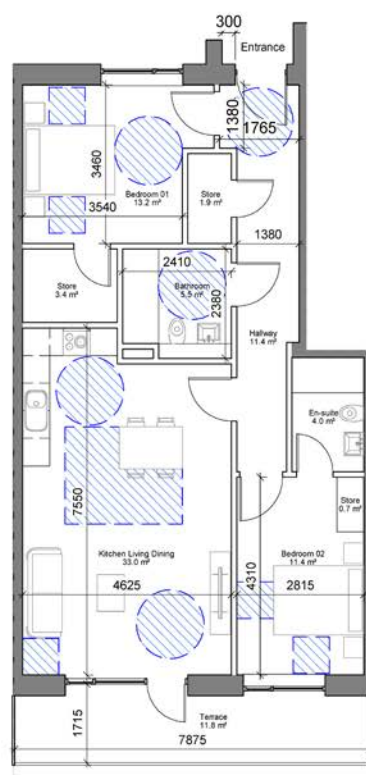 300
Entrance
1380
1765
3460
Bedroom 01
13.2 m²
Store
1.9 m²
3540
1380
2410
Store
3.4 m²
Bathroom
5.5 m²
2380
Hallway
11.4 m²
En-suite
4.0 m²
7550
Store
0.7 m²
Kitchen Living Dining
33.0 m²
4310
Bedroom 02
11.4 m²
4625
2815
1715
Terrace
11.8 m²
7875